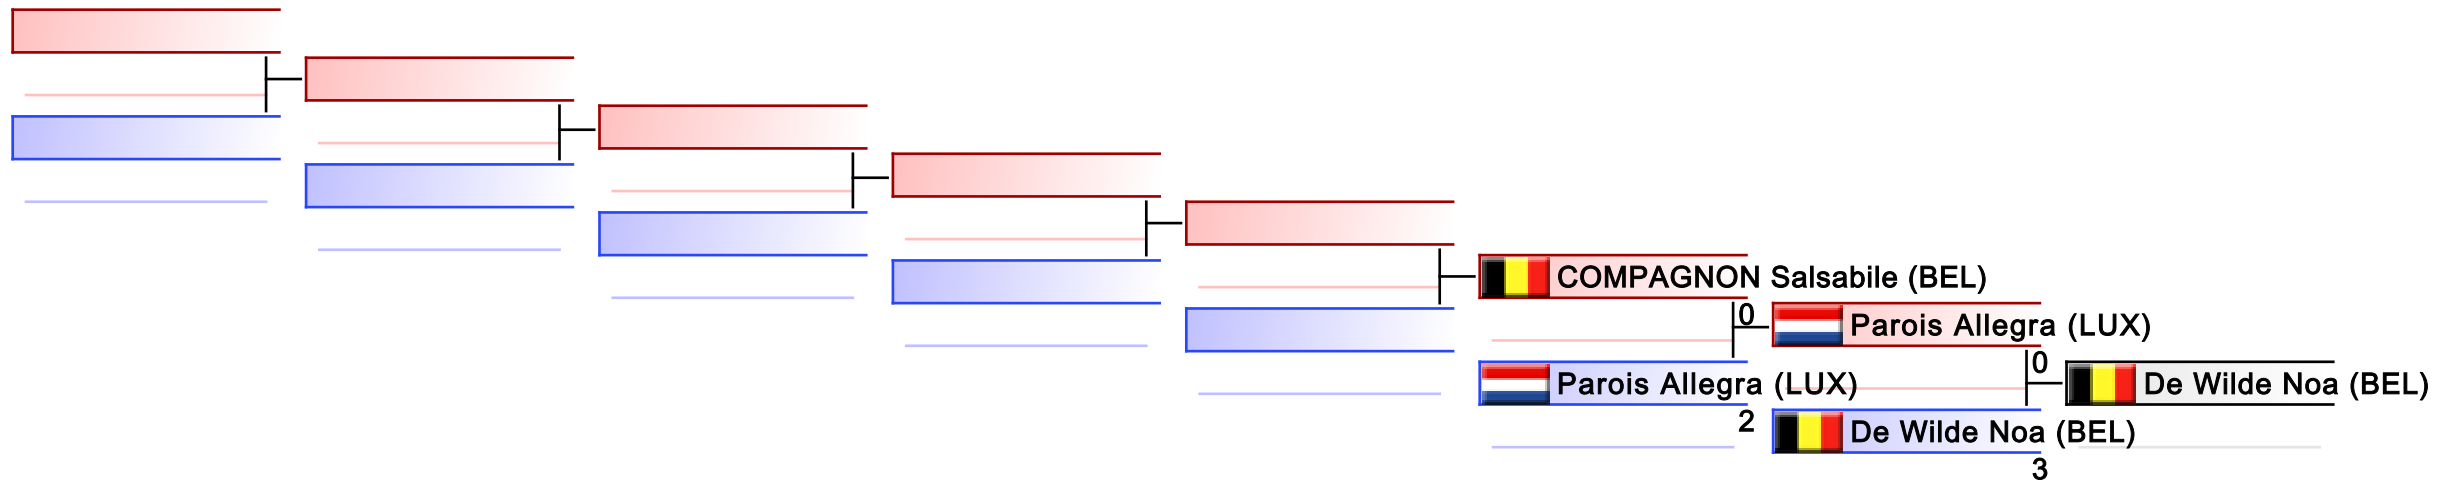 COMPAGNON Salsabile (BEL)
0
Parois Allegra (LUX)
2
Parois Allegra (LUX)
0
De Wilde Noa (BEL)
3
De Wilde Noa (BEL)